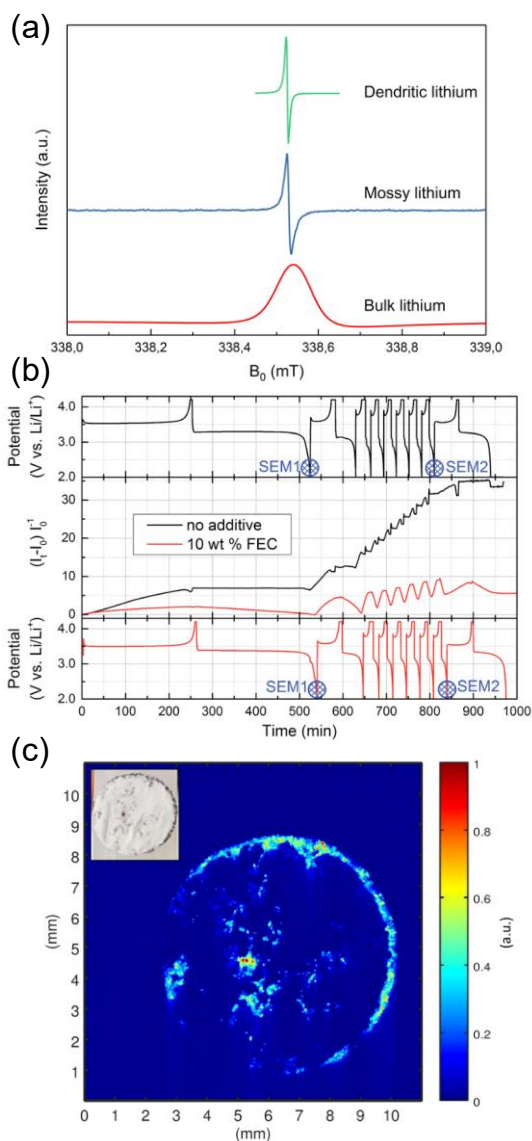 (a)
Intensity (a.u.)
Dendritic lithium
Mossy lithium
Bulk lithium
338,0 338,2 338,4 338,6 338,8 339,0
B0 (mT)
(b)
Potential
(V vs. Li/Li+)
4.0
3.0
2.0
SEM1 SEM2
(It-I0) I0-1
30
20
10
0
no additive
10 wt % FEC
Potential
(V vs. Li/Li+)
4.0
3.0
2.0
SEM1 SEM2
0 100 200 300 400 500 600 700 800 900 1000
Time (min)
(c)
(mm)
10
9
8
7
6
5
4
3
2
1
0 1 2 3 4 5 6 7 8 9 10
(mm)
1
0.8
0.6
0.4
0.2
0
(a.u.)